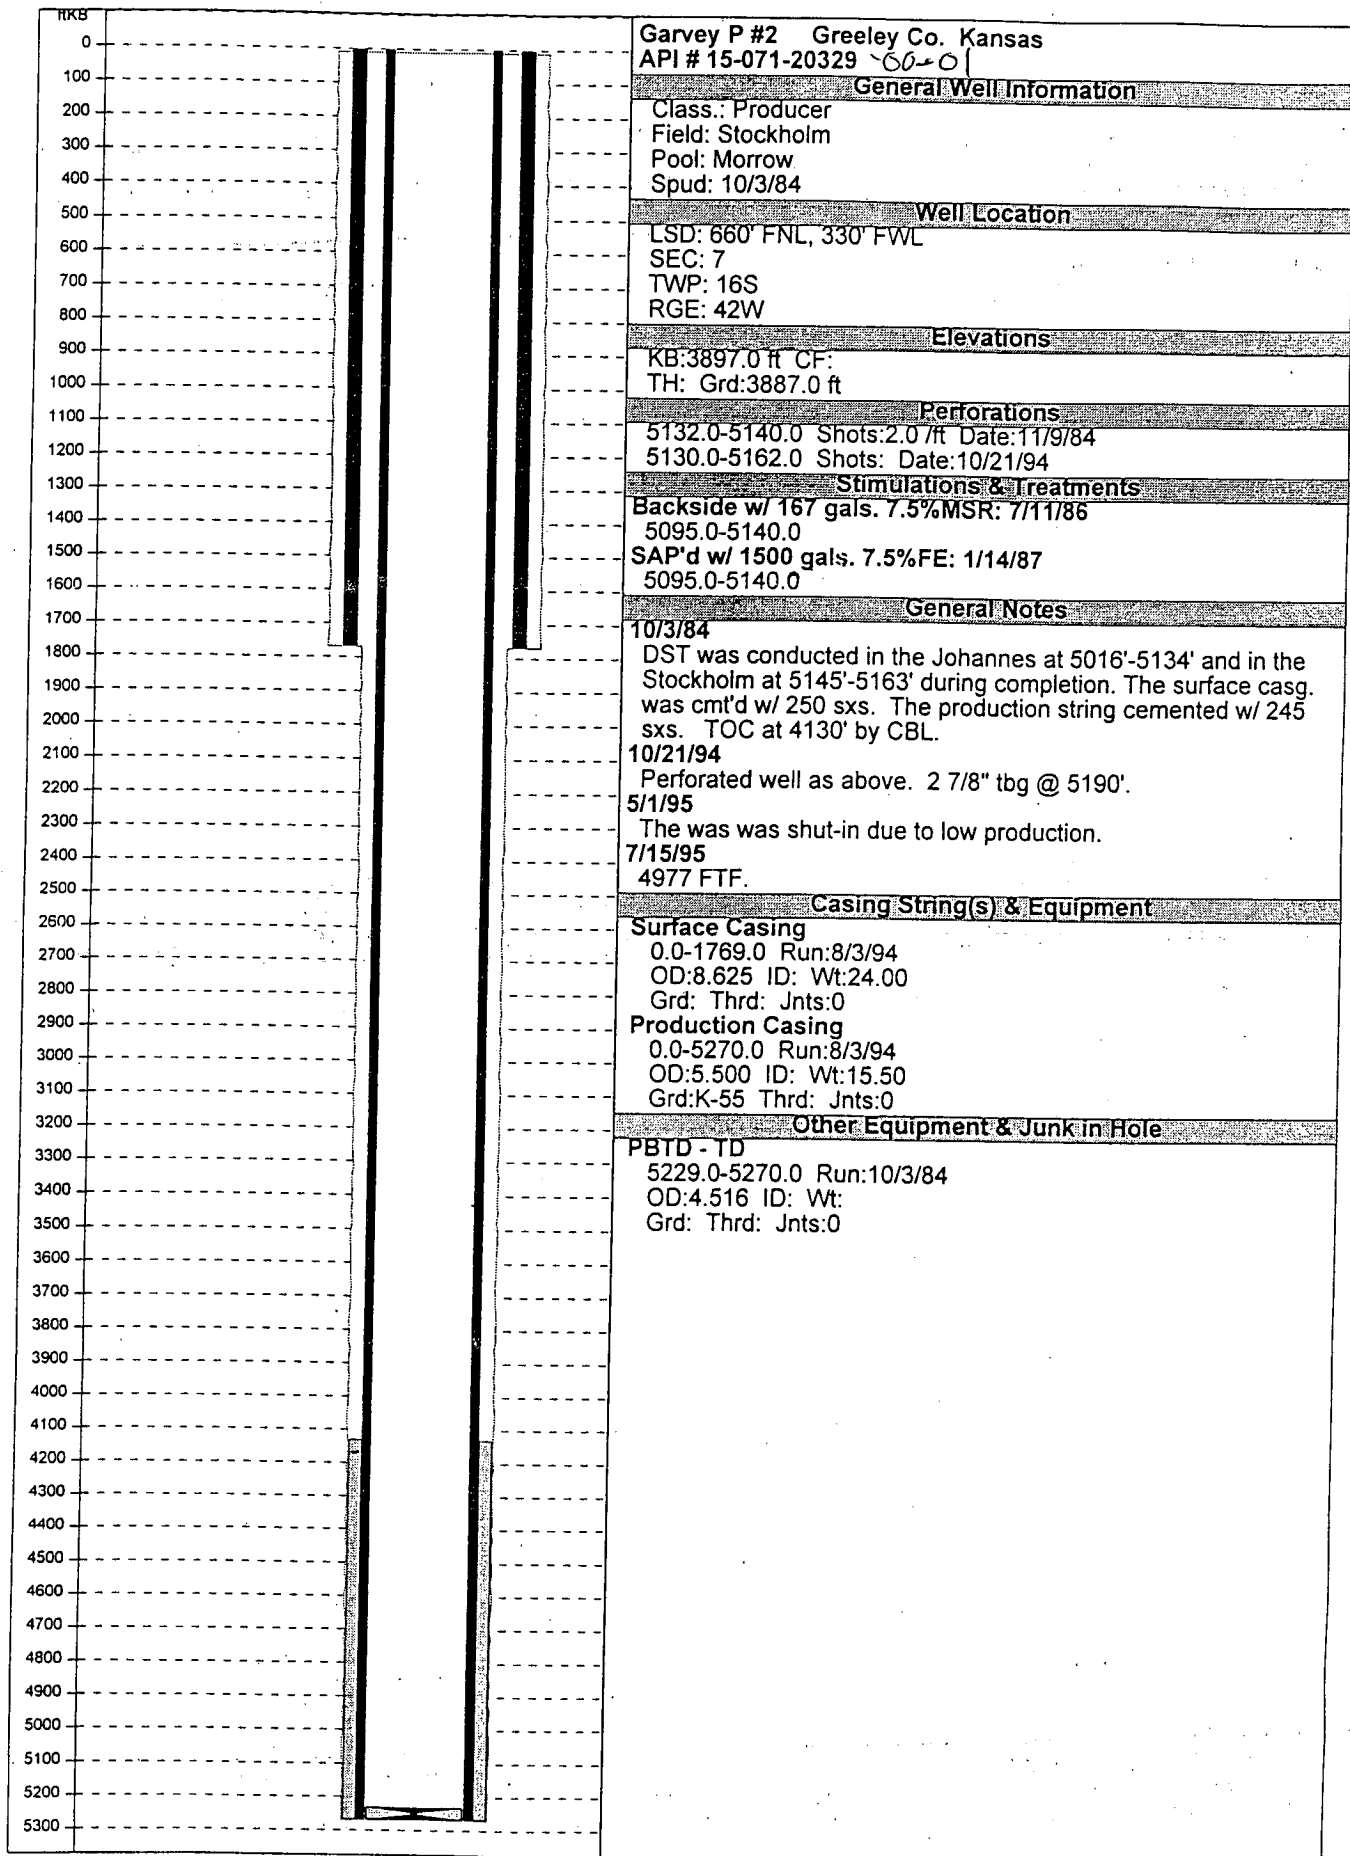 ftKB
0
100
200
300
400
500
600
700
800
900
1000
1100
1200
1300
1400
1500
1600
1700
1800
1900
2000
2100
2200
2300
2400
2500
2600
2700
2800
2900
3000
3100
3200
3300
3400
3500
3600
3700
3800
3900
4000
4100
4200
4300
4400
4500
4600
4700
4800
4900
5000
5100
5200
5300
Garvey P #2 Greeley Co. Kansas
API # 15-071-20329 -00-01
General Well Information
Class.: Producer
Field: Stockholm
Pool: Morrow
Spud: 10/3/84
Well Location
LSD: 660' FNL, 330' FWL
SEC: 7
TWP: 16S
RGE: 42W
Elevations
KB:3897.0 ft CF:
TH: Grd:3887.0 ft
Perforations
5132.0-5140.0 Shots:2.0 /ft Date:11/9/84
5130.0-5162.0 Shots: Date:10/21/94
Stimulations & Treatments
Backside w/ 167 gals. 7.5%MSR: 7/11/86
5095.0-5140.0
SAP'd w/ 1500 gals. 7.5%FE: 1/14/87
5095.0-5140.0
General Notes
10/3/84
DST was conducted in the Johannes at 5016'-5134' and in the
Stockholm at 5145'-5163' during completion. The surface casg.
was cmt'd w/ 250 sxs. The production string cemented w/ 245
sxs. TOC at 4130' by CBL.
10/21/94
Perforated well as above. 2 7/8" tbg @ 5190'.
5/1/95
The was was shut-in due to low production.
7/15/95
4977 FTF.
Casing String(s) & Equipment
Surface Casing
0.0-1769.0 Run:8/3/94
OD:8.625 ID: Wt:24.00
Grd: Thrd: Jnts:0
Production Casing
0.0-5270.0 Run:8/3/94
OD:5.500 ID: Wt:15.50
Grd:K-55 Thrd: Jnts:0
Other Equipment & Junk in Hole
PBTD - TD
5229.0-5270.0 Run:10/3/84
OD:4.516 ID: Wt:
Grd: Thrd: Jnts:0